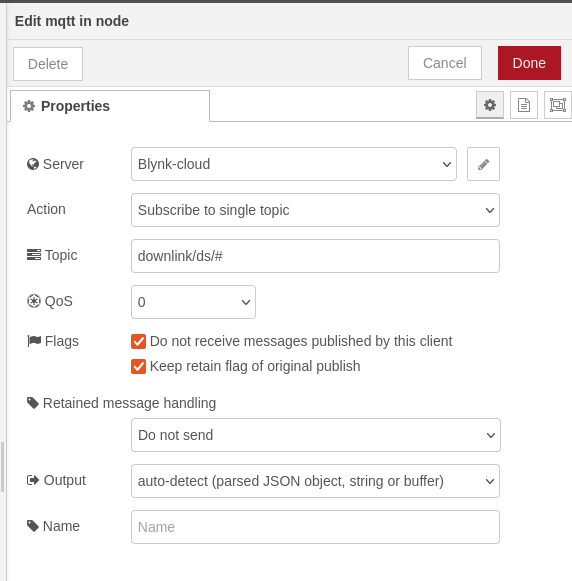 Edit mqtt in node
Delete
Cancel
Done
Properties
Server
Blynk-cloud
Action
Subscribe to single topic
Topic
downlink/ds/#
QoS
0
Flags
Do not receive messages published by this client
Keep retain flag of original publish
Retained message handling
Do not send
Output
auto-detect (parsed JSON object, string or buffer)
Name
Name